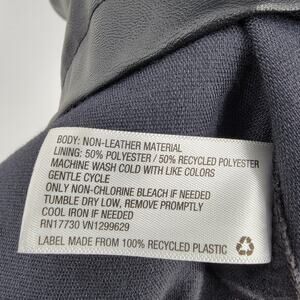 BODY: NON-LEATHER MATERIAL
LINING: 50% POLYESTER / 50% RECYCLED POLYESTER
MACHINE WASH COLD WITH LIKE COLORS
GENTLE CYCLE
ONLY NON-CHLORINE BLEACH IF NEEDED
TUMBLE DRY LOW, REMOVE PROMPTLY
COOL IRON IF NEEDED
RN17730 VN1299629
LABEL MADE FROM 100% RECYCLED PLASTIC